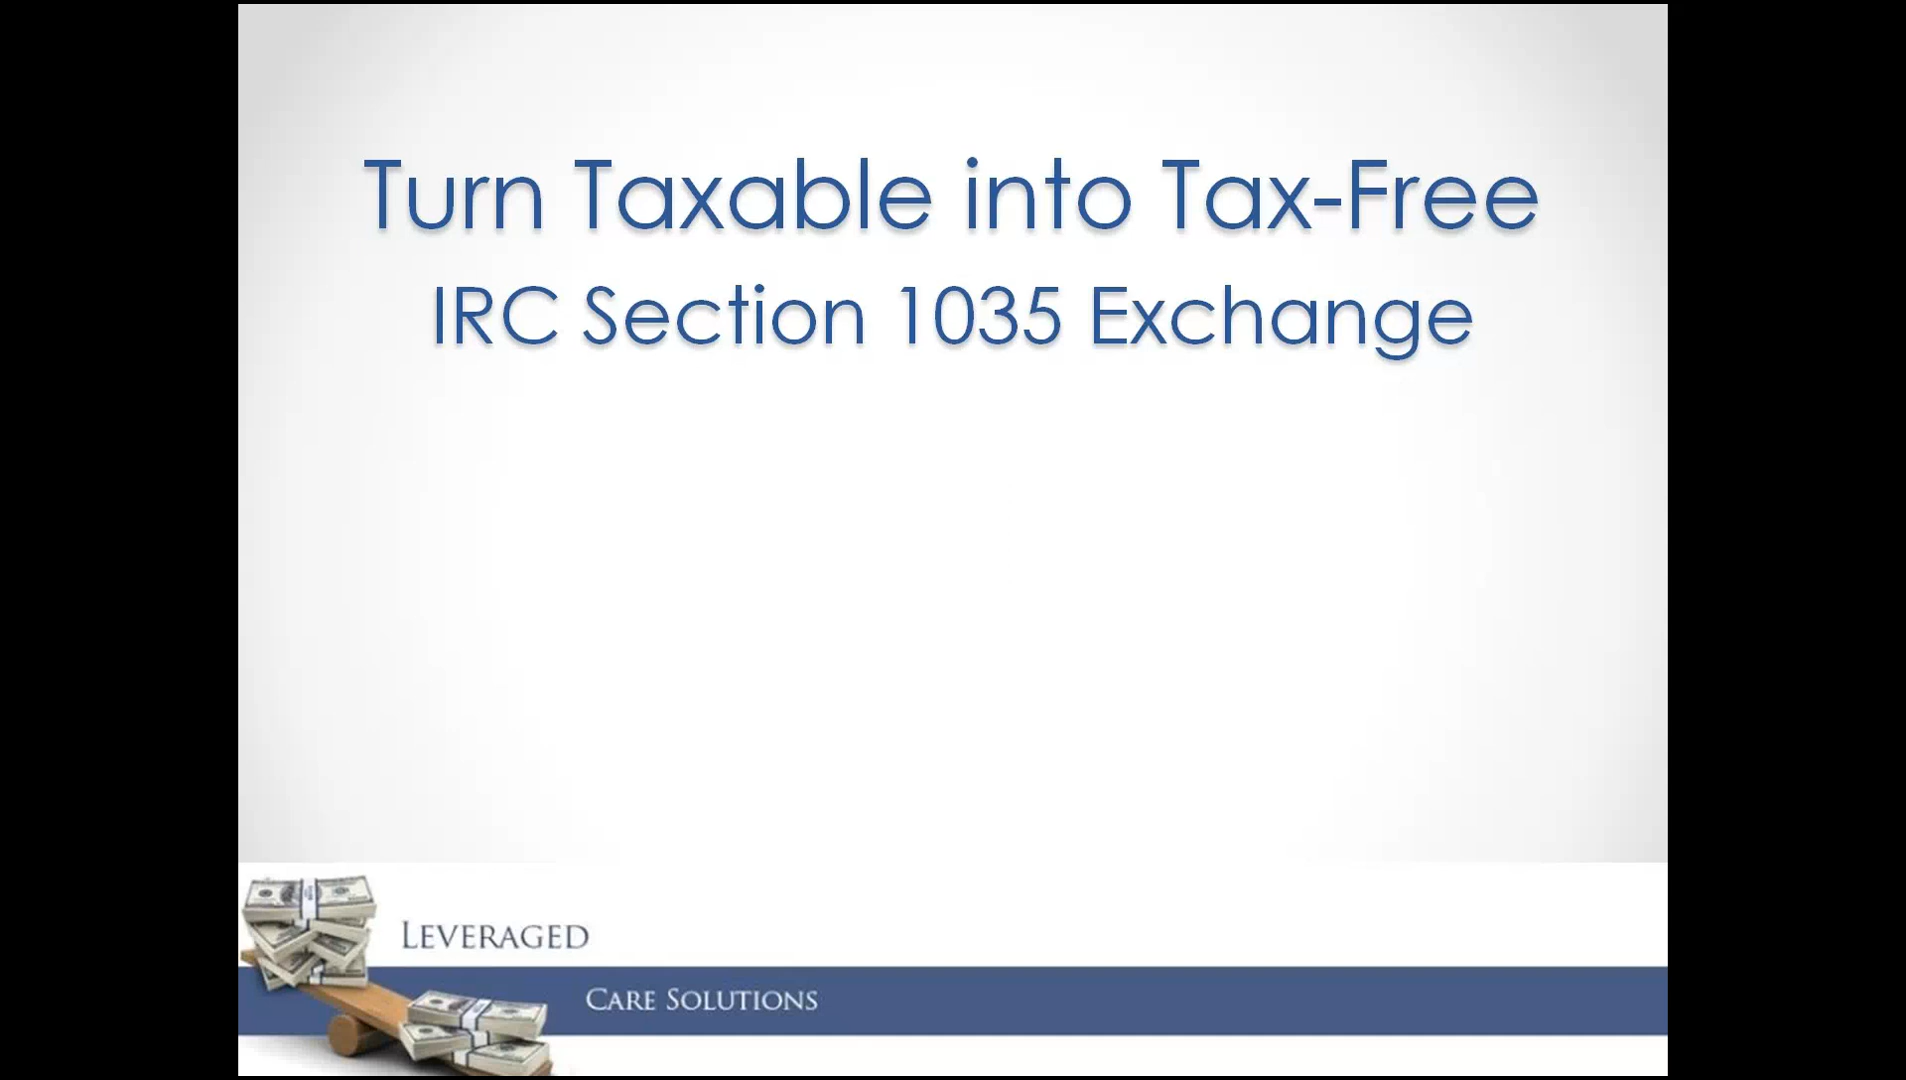 Turn Taxable into Tax-Free
IRC Section 1035 Exchange
Leveraged
Care Solutions